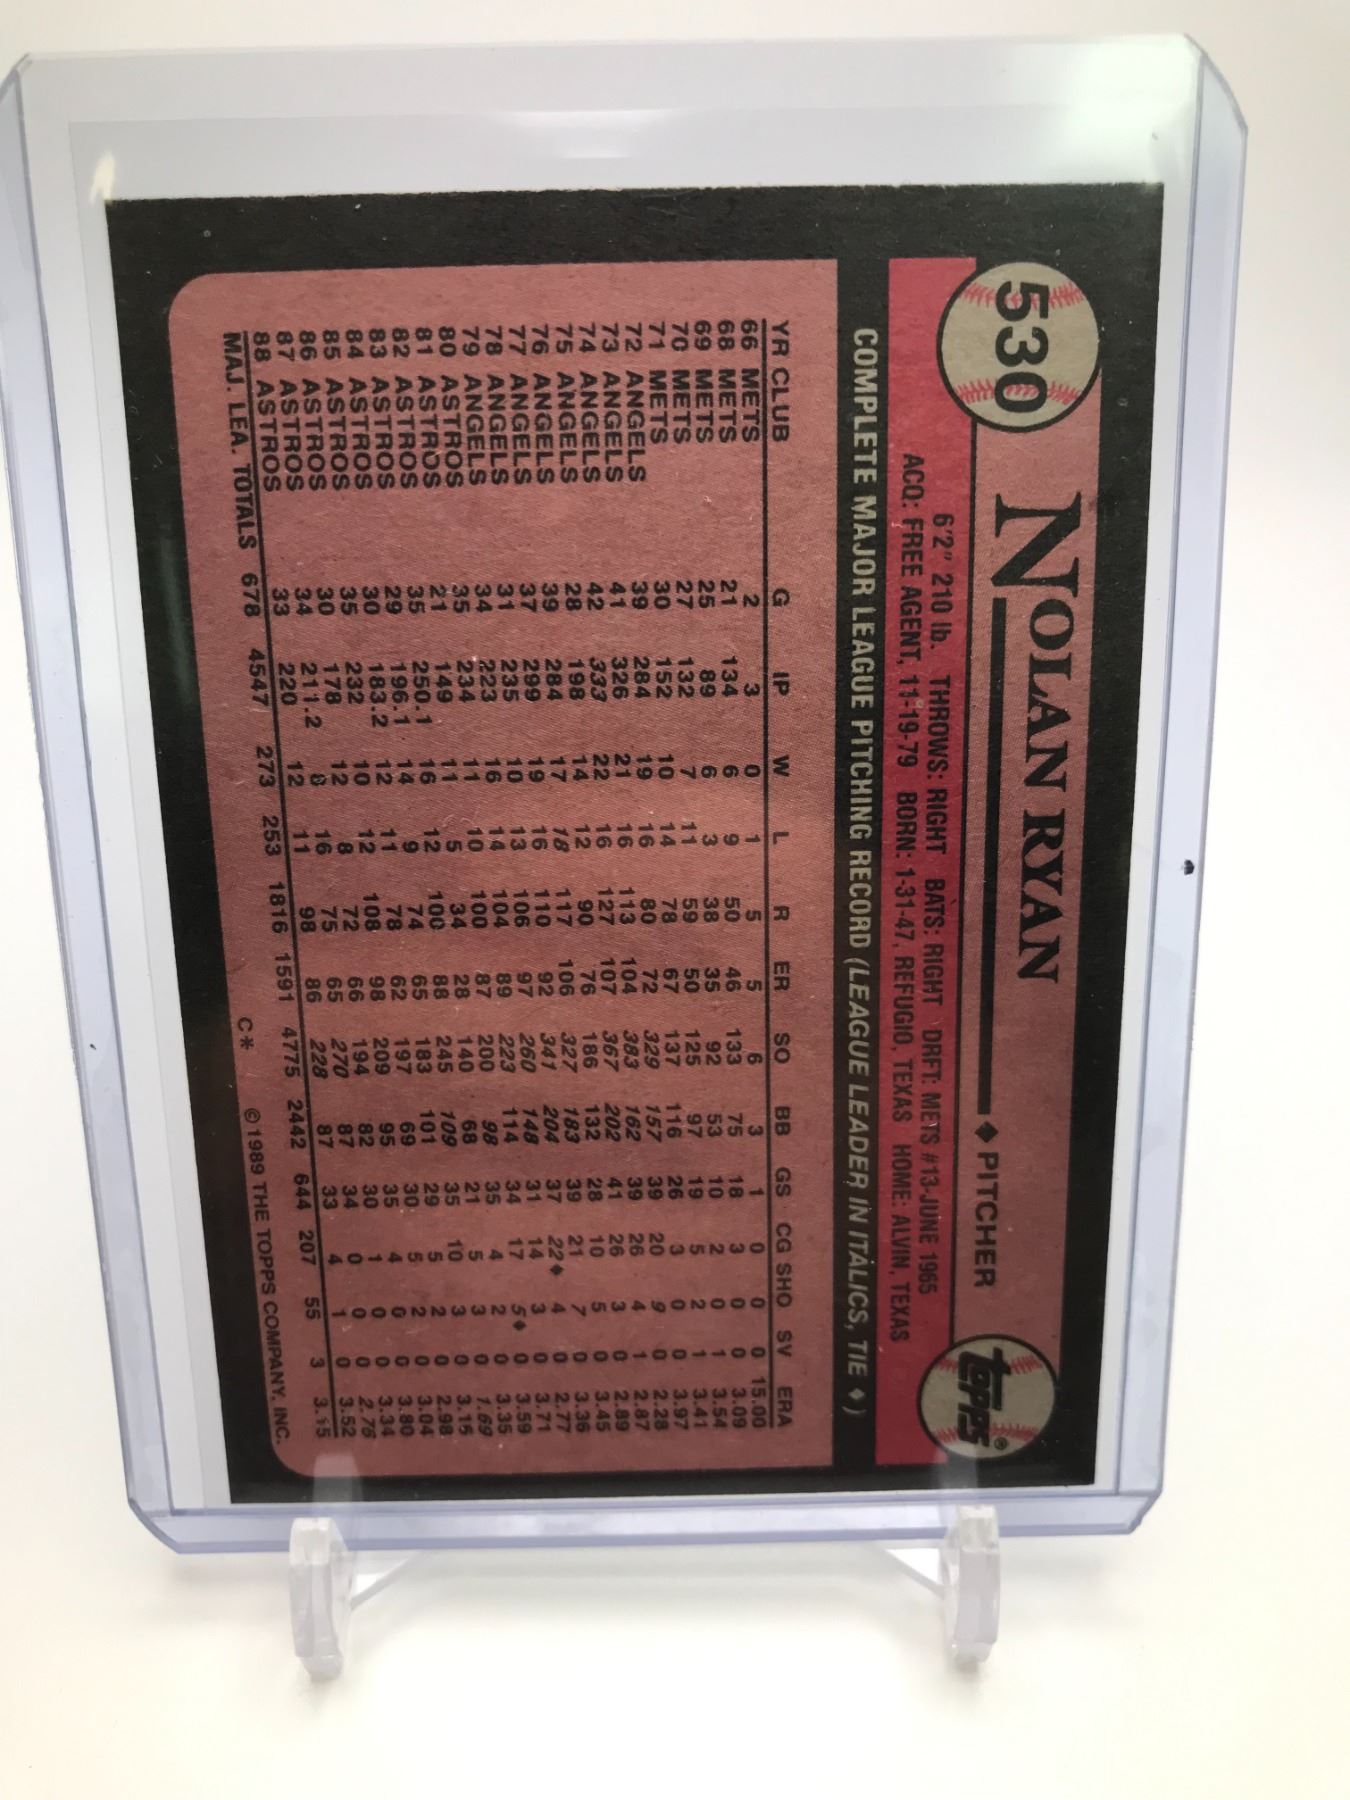 530 NOLAN RYAN ♦ PITCHER topps®
6'2" 210 lb. THROWS: RIGHT BATS: RIGHT DRFT: METS #13-JUNE 1965
ACQ: FREE AGENT, 11-19-79 BORN: 1-31-47, REFUGIO, TEXAS HOME: ALVIN, TEXAS
COMPLETE MAJOR LEAGUE PITCHING RECORD (LEAGUE LEADER IN ITALICS, TIE ♦)
YR CLUB G IP W L R ER SO BB GS CG SHO SV ERA
66 METS 2 3 0 1 5 5 6 3 1 0 0 0 15.00
68 METS 21 134 6 9 50 46 133 75 18 3 0 0 3.09
69 METS 25 89 6 3 38 35 92 53 10 2 0 1 3.54
70 METS 27 132 7 11 59 50 125 97 19 5 2 1 3.41
71 METS 30 152 10 14 78 67 137 116 26 3 0 0 3.97
72 ANGELS 39 284 19 16 80 72 329 157 39 20 9 0 2.28
73 ANGELS 41 326 21 16 113 104 383 162 39 26 4 1 2.87
74 ANGELS 42 333 22 16 127 107 367 202 41 26 3 0 2.89
75 ANGELS 28 198 14 12 90 76 186 132 28 10 5 0 3.45
76 ANGELS 39 284 17 18 117 106 327 183 39 21 7 0 3.36
77 ANGELS 37 299 19 16 110 92 341 204 37 22♦ 4 0 2.77
78 ANGELS 31 235 10 13 106 97 260 148 31 14 3 0 3.71
79 ANGELS 34 223 16 14 104 89 223 114 34 17 5♦ 0 3.59
80 ASTROS 35 234 11 10 100 87 200 98 35 4 2 0 3.35
81 ASTROS 21 149 11 5 34 28 140 68 21 5 3 0 1.69
82 ASTROS 35 250.1 16 12 100 88 245 109 35 10 3 0 3.16
83 ASTROS 29 196.1 14 9 74 65 183 101 29 5 2 0 2.98
84 ASTROS 30 183.2 12 11 78 62 197 69 30 5 2 0 3.04
85 ASTROS 35 232 10 12 108 98 209 95 35 4 0 0 3.80
86 ASTROS 30 178 12 8 72 66 194 82 30 1 0 0 3.34
87 ASTROS 34 211.2 8 16 75 65 270 87 34 0 0 0 2.76
88 ASTROS 33 220 12 11 98 86 228 87 33 4 1 0 3.52
MAJ. LEA. TOTALS 678 4547 273 253 1816 1591 4775 2442 644 207 55 3 3.15
C* ©1989 THE TOPPS COMPANY, INC.